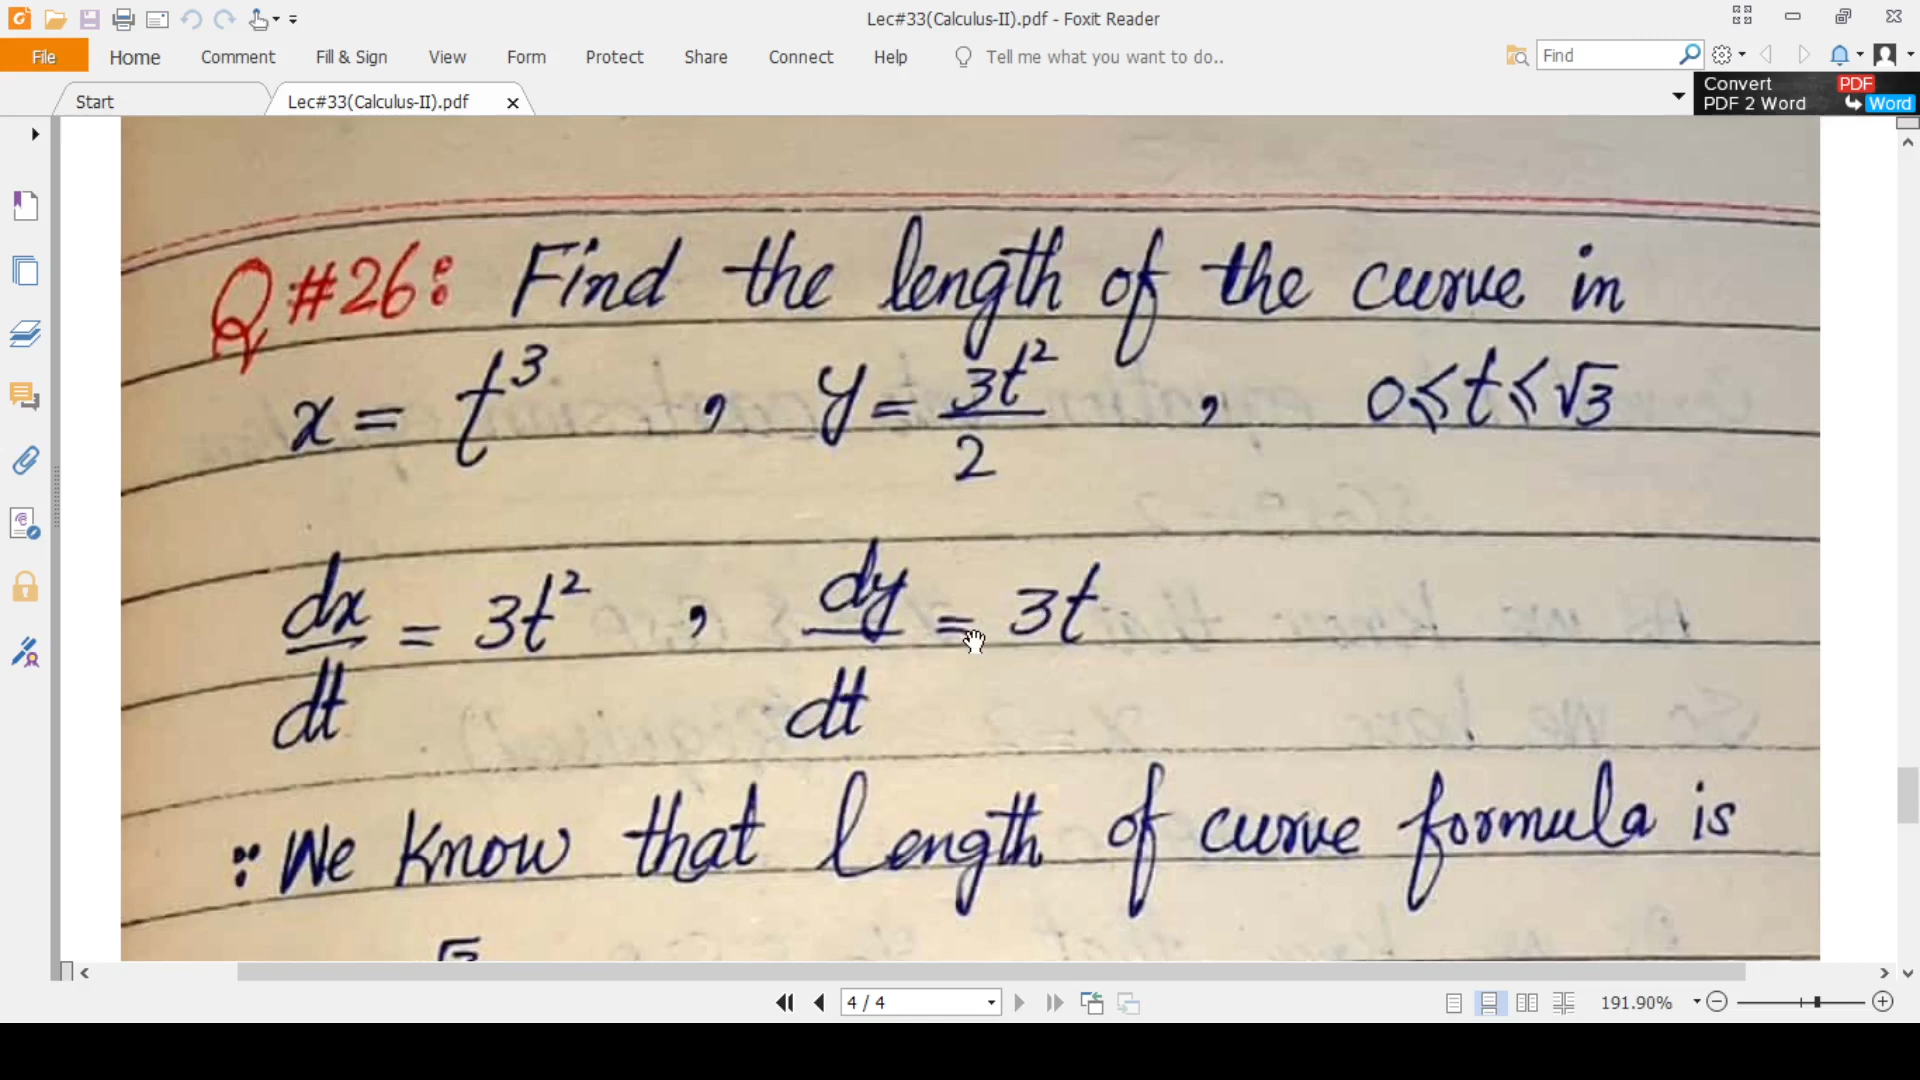 Lec#33(Calculus-II).pdf - Foxit Reader
File Home Comment Fill & Sign View Form Protect Share Connect Help Tell me what you want to do.. Find
Start Lec#33(Calculus-II).pdf Convert PDF
PDF 2 Word Word
Q#26: Find the length of the curve in
x = t³ , y = 3t²/2 , 0≤t≤√3
dx/dt = 3t² , dy/dt = 3t
∵ We know that length of curve formula is
4 / 4 191.90%